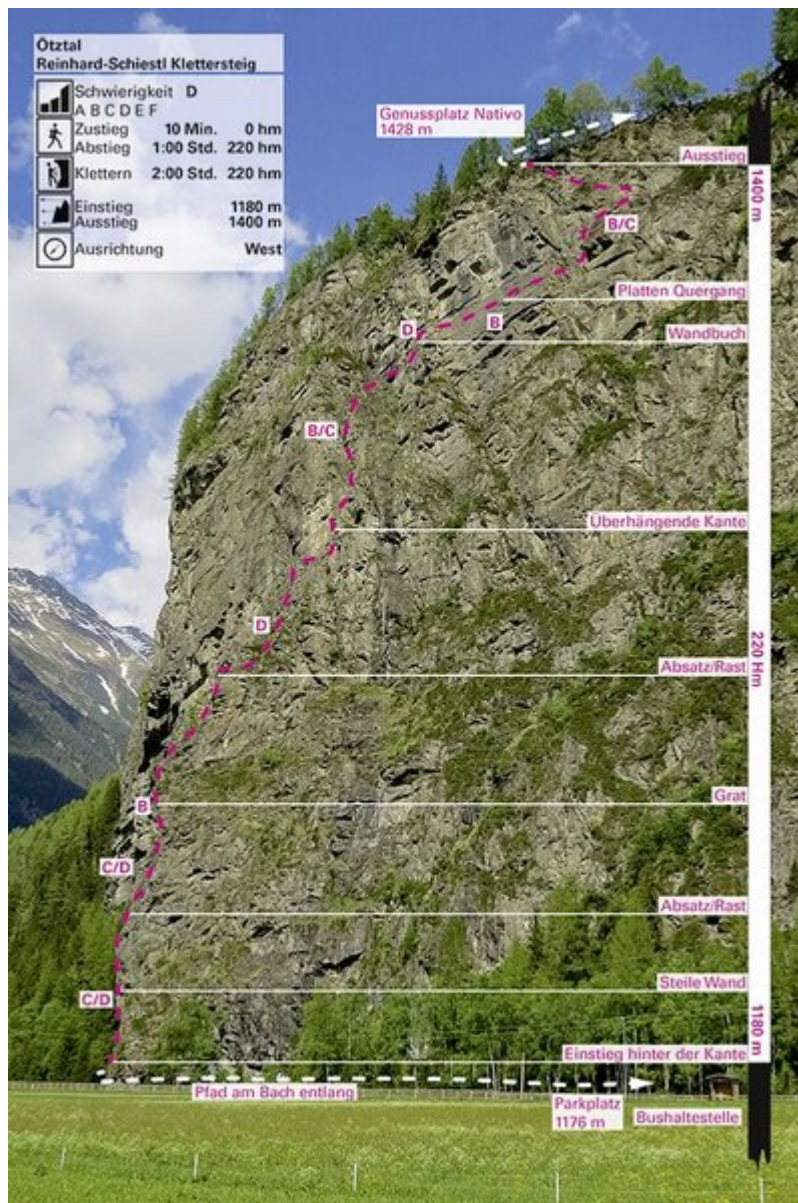 Ötztal
Reinhard-Schiestl Klettersteig
Schwierigkeit D
A B C D E F
Zustieg 10 Min. 0 hm
Abstieg 1:00 Std. 220 hm
Klettern 2:00 Std. 220 hm
Einstieg 1180 m
Ausstieg 1400 m
Ausrichtung West
Genussplatz Nativo
1428 m
Ausstieg
1400 m
B/C
Platten Quergang
B
D
Wandbuch
B/C
Überhängende Kante
D
220 Hm
Absatz/Rast
B
Grat
C/D
Absatz/Rast
C/D
Steile Wand
1180 m
Einstieg hinter der Kante
Pfad am Bach entlang
Parkplatz
1176 m
Bushaltestelle